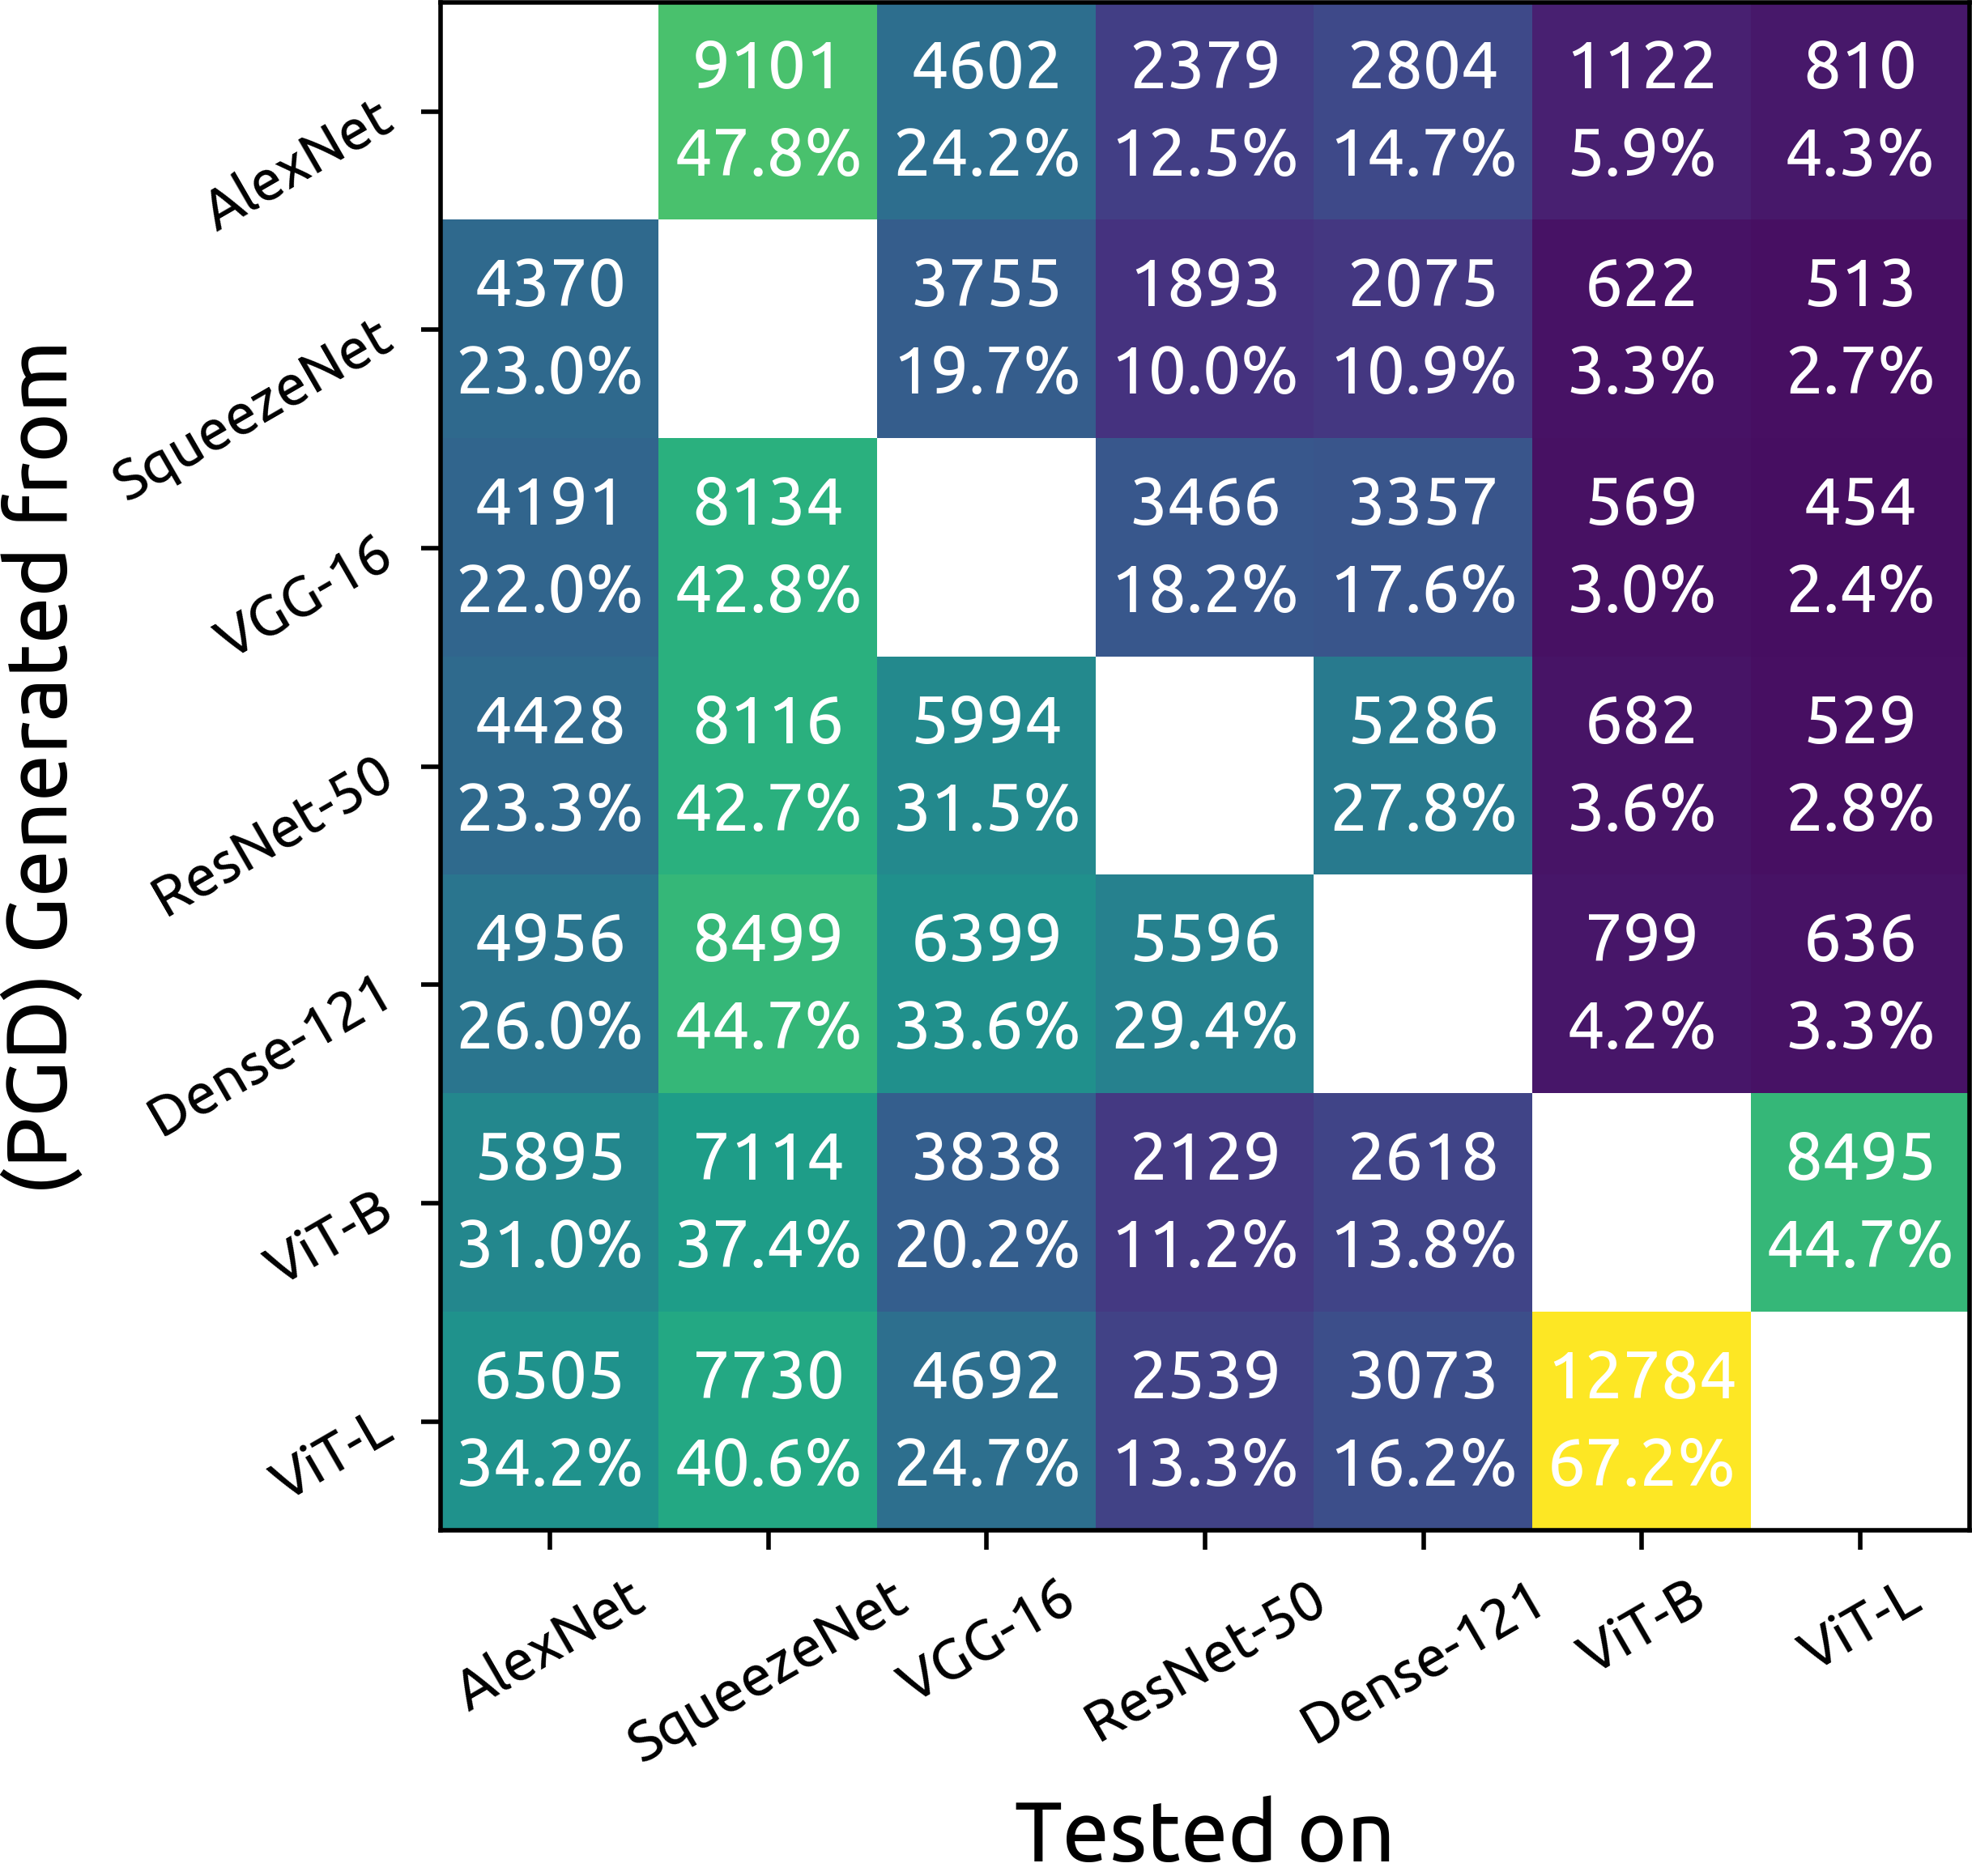 (PGD) Generated from
AlexNet
9101 4602 2379 2804 1122 810
47.8% 24.2% 12.5% 14.7% 5.9% 4.3%
SqueezeNet
4370 3755 1893 2075 622 513
23.0% 19.7% 10.0% 10.9% 3.3% 2.7%
VGG-16
4191 8134 3466 3357 569 454
22.0% 42.8% 18.2% 17.6% 3.0% 2.4%
ResNet-50
4428 8116 5994 5286 682 529
23.3% 42.7% 31.5% 27.8% 3.6% 2.8%
Dense-121
4956 8499 6399 5596 799 636
26.0% 44.7% 33.6% 29.4% 4.2% 3.3%
ViT-B
5895 7114 3838 2129 2618 8495
31.0% 37.4% 20.2% 11.2% 13.8% 44.7%
ViT-L
6505 7730 4692 2539 3073 12784
34.2% 40.6% 24.7% 13.3% 16.2% 67.2%
AlexNet SqueezeNet VGG-16 ResNet-50 Dense-121 ViT-B ViT-L
Tested on